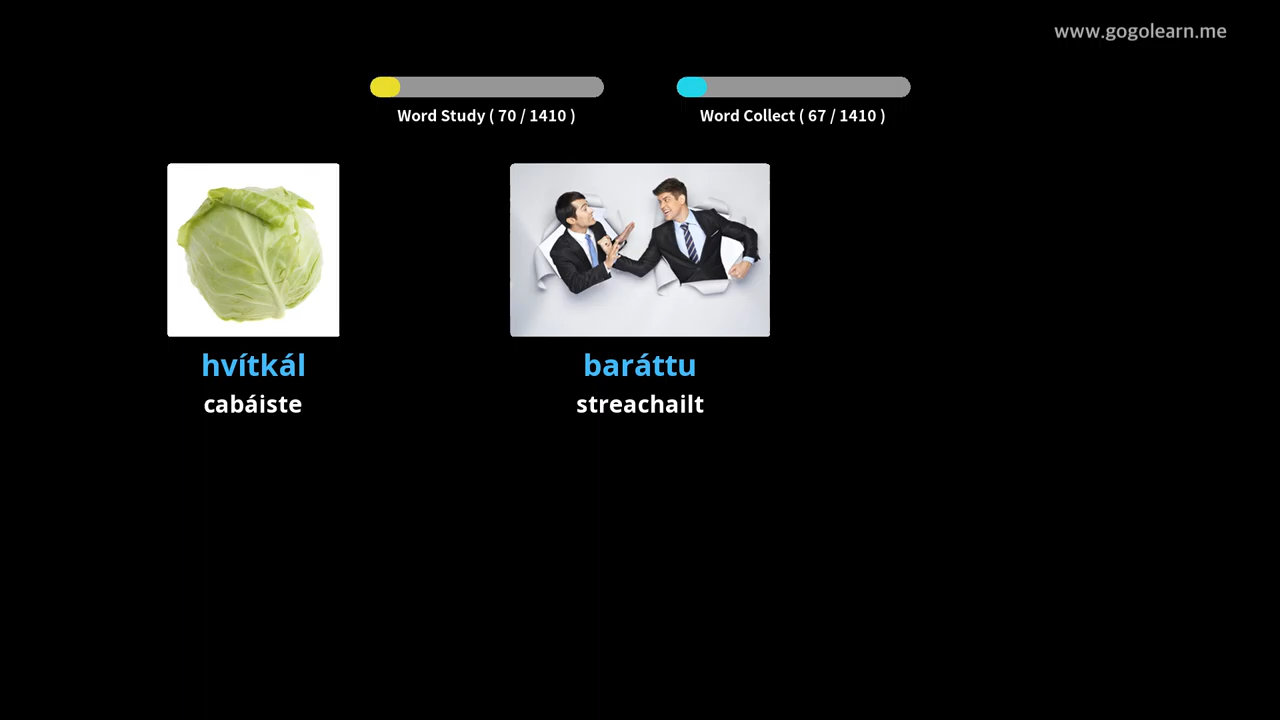 www.gogolearn.me
Word Study ( 70 / 1410 )
Word Collect ( 67 / 1410 )
hvítkál
cabáiste
baráttu
streachailt